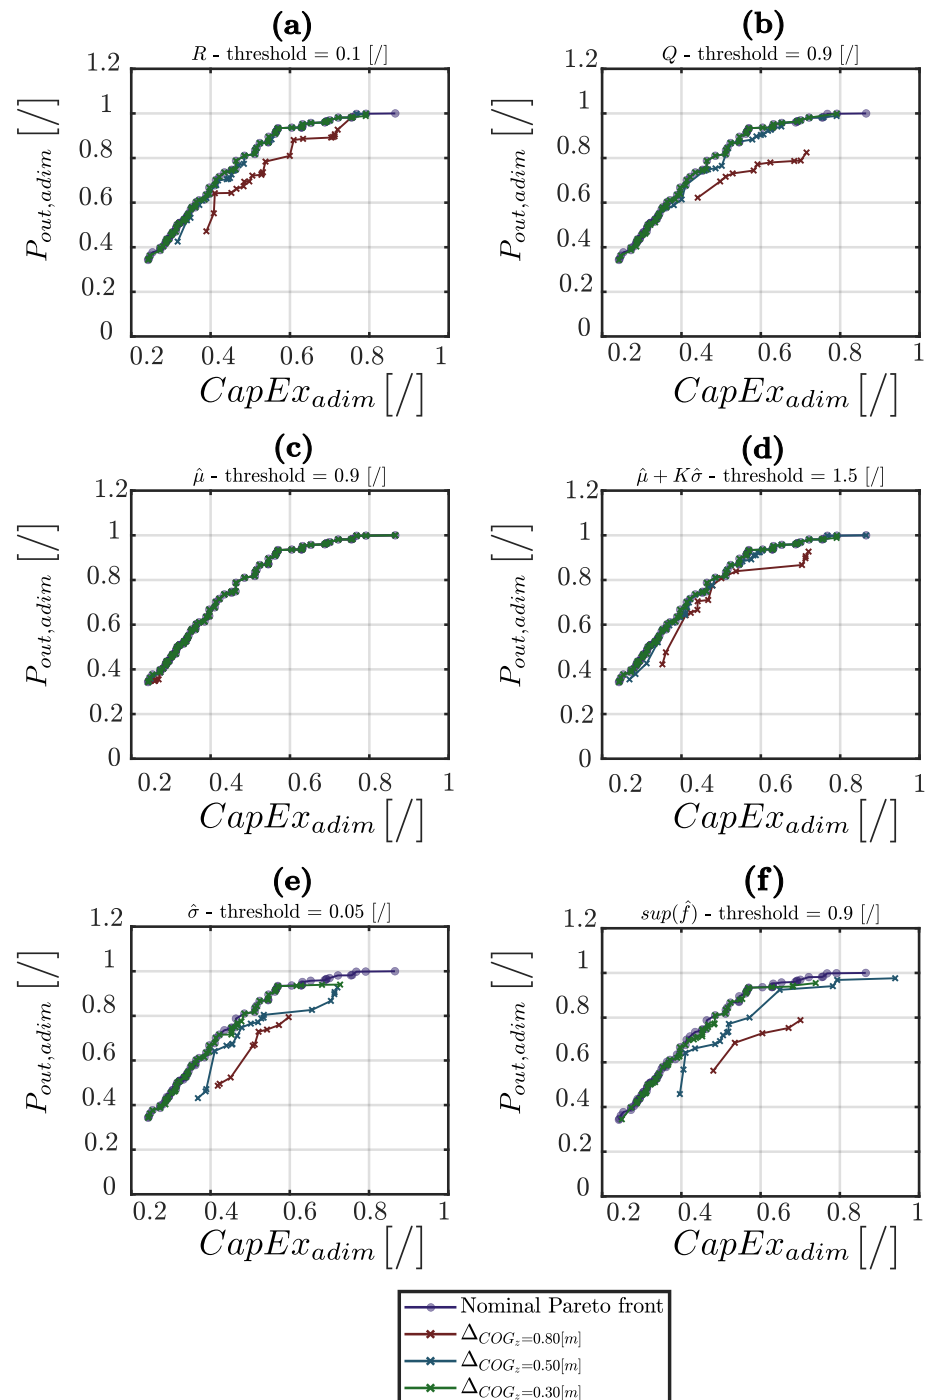 (a)
R - threshold = 0.1 [/]
1.2
1
0.8
0.6
0.4
0.2
0
P_{out,adim} [/]
0.2 0.4 0.6 0.8 1
CapEx_{adim} [/]
(b)
Q - threshold = 0.9 [/]
1.2
1
0.8
0.6
0.4
0.2
0
P_{out,adim} [/]
0.2 0.4 0.6 0.8 1
CapEx_{adim} [/]
(c)
μ̂ - threshold = 0.9 [/]
1.2
1
0.8
0.6
0.4
0.2
0
P_{out,adim} [/]
0.2 0.4 0.6 0.8 1
CapEx_{adim} [/]
(d)
μ̂ + Kσ̂ - threshold = 1.5 [/]
1.2
1
0.8
0.6
0.4
0.2
0
P_{out,adim} [/]
0.2 0.4 0.6 0.8 1
CapEx_{adim} [/]
(e)
σ̂ - threshold = 0.05 [/]
1.2
1
0.8
0.6
0.4
0.2
0
P_{out,adim} [/]
0.2 0.4 0.6 0.8 1
CapEx_{adim} [/]
(f)
sup(f̂) - threshold = 0.9 [/]
1.2
1
0.8
0.6
0.4
0.2
0
P_{out,adim} [/]
0.2 0.4 0.6 0.8 1
CapEx_{adim} [/]
Nominal Pareto front
Δ_{COG_z=0.80[m]}
Δ_{COG_z=0.50[m]}
Δ_{COG_z=0.30[m]}